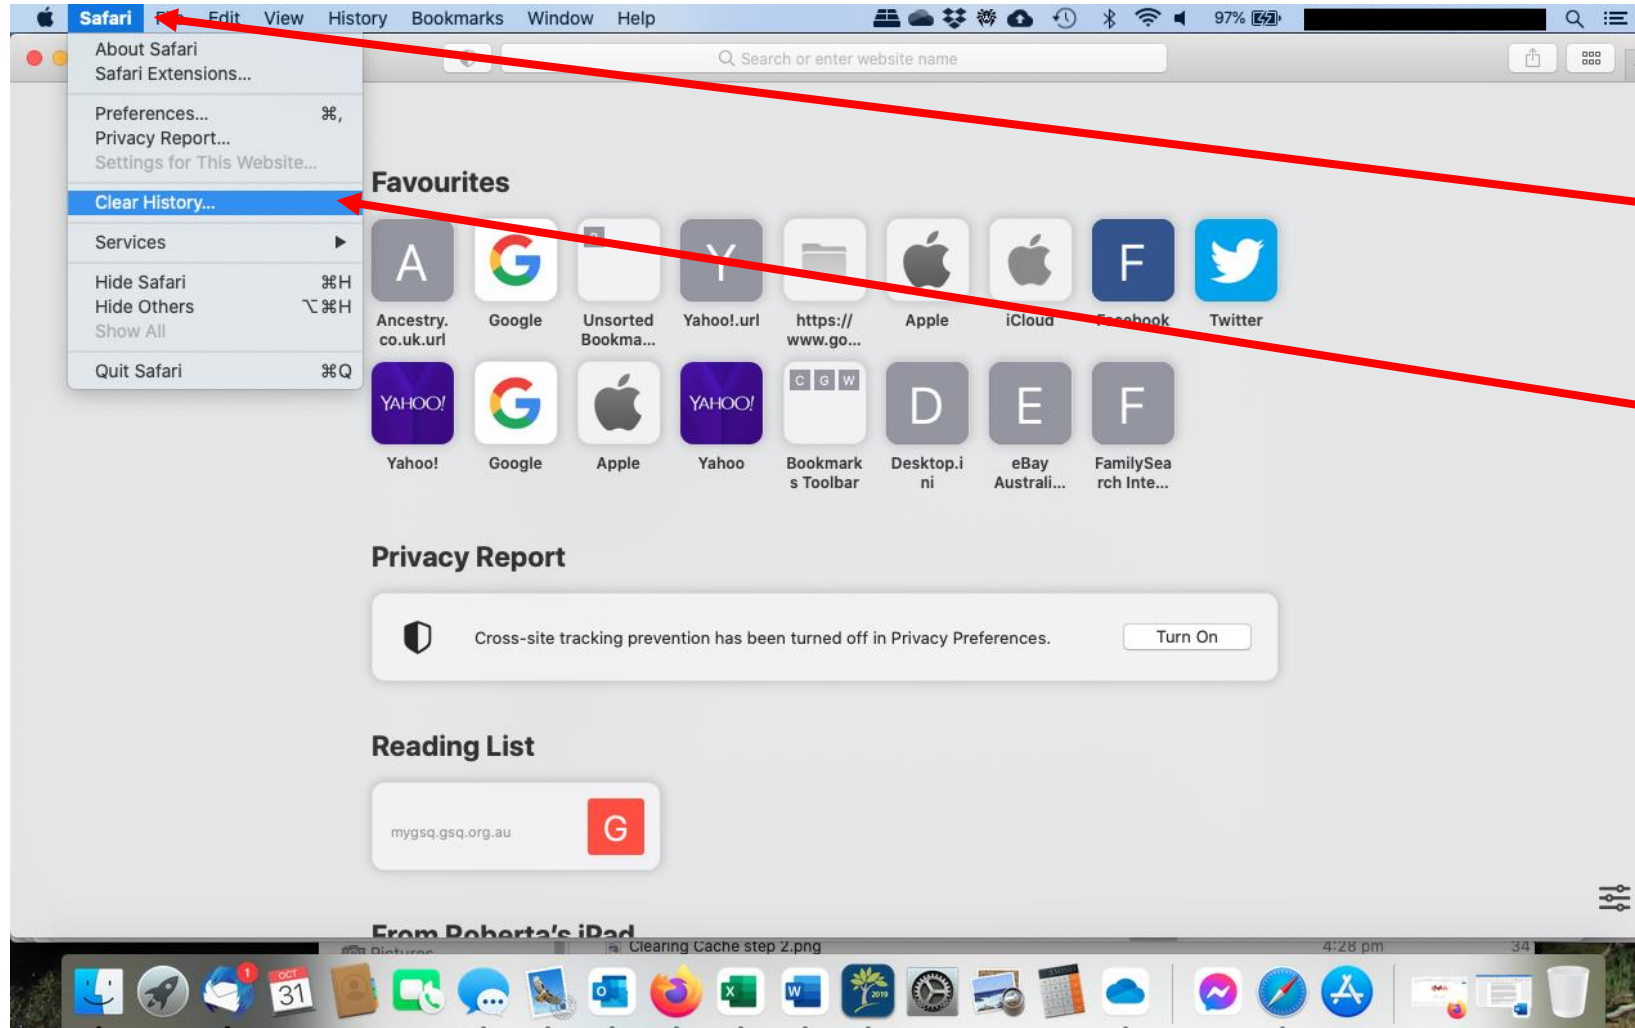 Safari Edit View History Bookmarks Window Help 97%
About Safari
Safari Extensions...
Preferences... ⌘,
Privacy Report...
Settings for This Website...
Clear History...
Services ▶
Hide Safari ⌘H
Hide Others ⌥⌘H
Show All
Quit Safari ⌘Q
Search or enter website name
Favourites
A Y F
Ancestry.
co.uk.url
Google
Unsorted
Bookma...
Yahoo!.url
https://
www.go...
Apple
iCloud
Facebook
Twitter
YAHOO! YAHOO! C G W D E F
Yahoo!
Google
Apple
Yahoo
Bookmark
s Toolbar
Desktop.i
ni
eBay
Australi...
FamilySea
rch Inte...
Privacy Report
Cross-site tracking prevention has been turned off in Privacy Preferences. Turn On
Reading List
mygsq.gsq.org.au G
From Roberta's iPad
Pictures Clearing Cache step 2.png 4:28 pm 34
1
OCT
31
2019